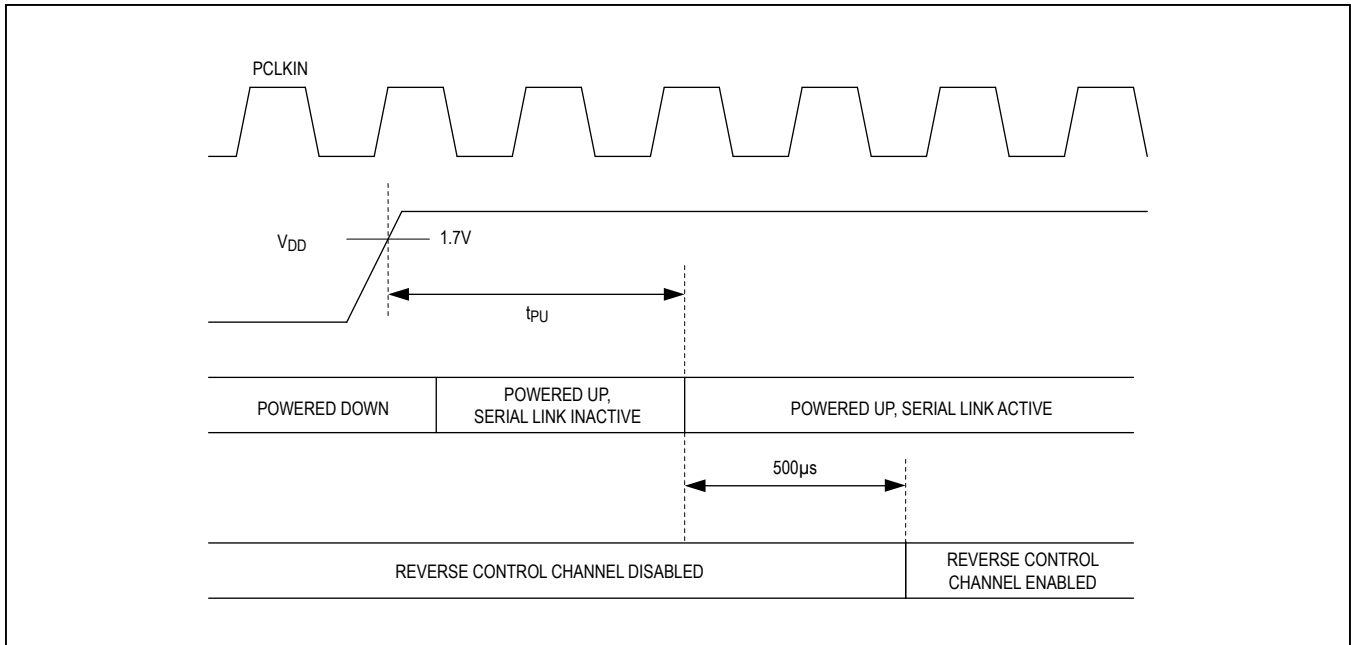 PCLKIN
VDD
1.7V
tPU
POWERED DOWN
POWERED UP,
SERIAL LINK INACTIVE
POWERED UP, SERIAL LINK ACTIVE
500µs
REVERSE CONTROL CHANNEL DISABLED
REVERSE CONTROL
CHANNEL ENABLED